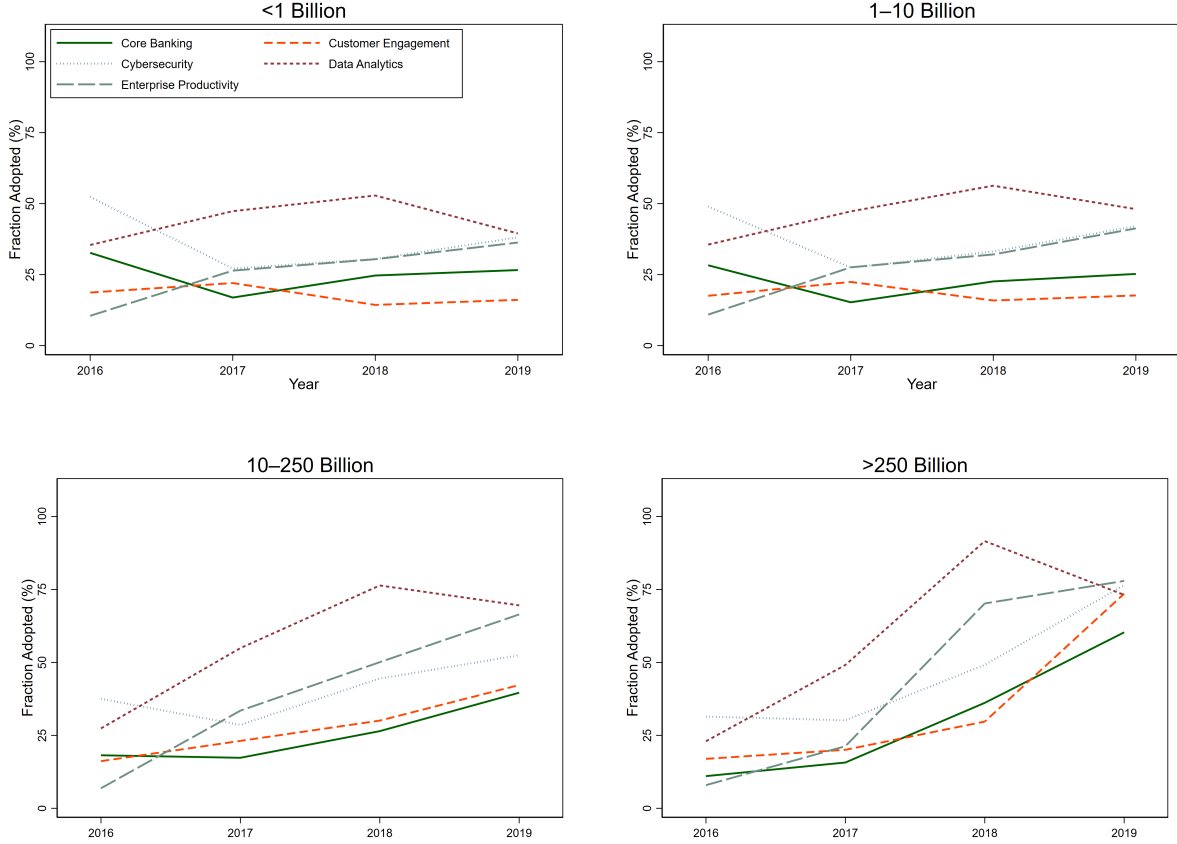 <1 Billion
Core Banking
Customer Engagement
Cybersecurity
Data Analytics
Enterprise Productivity
Fraction Adopted (%)
100
75
50
25
0
2016 2017 2018 2019
Year
1–10 Billion
Fraction Adopted (%)
100
75
50
25
0
2016 2017 2018 2019
Year
10–250 Billion
Fraction Adopted (%)
100
75
50
25
0
2016 2017 2018 2019
>250 Billion
Fraction Adopted (%)
100
75
50
25
0
2016 2017 2018 2019